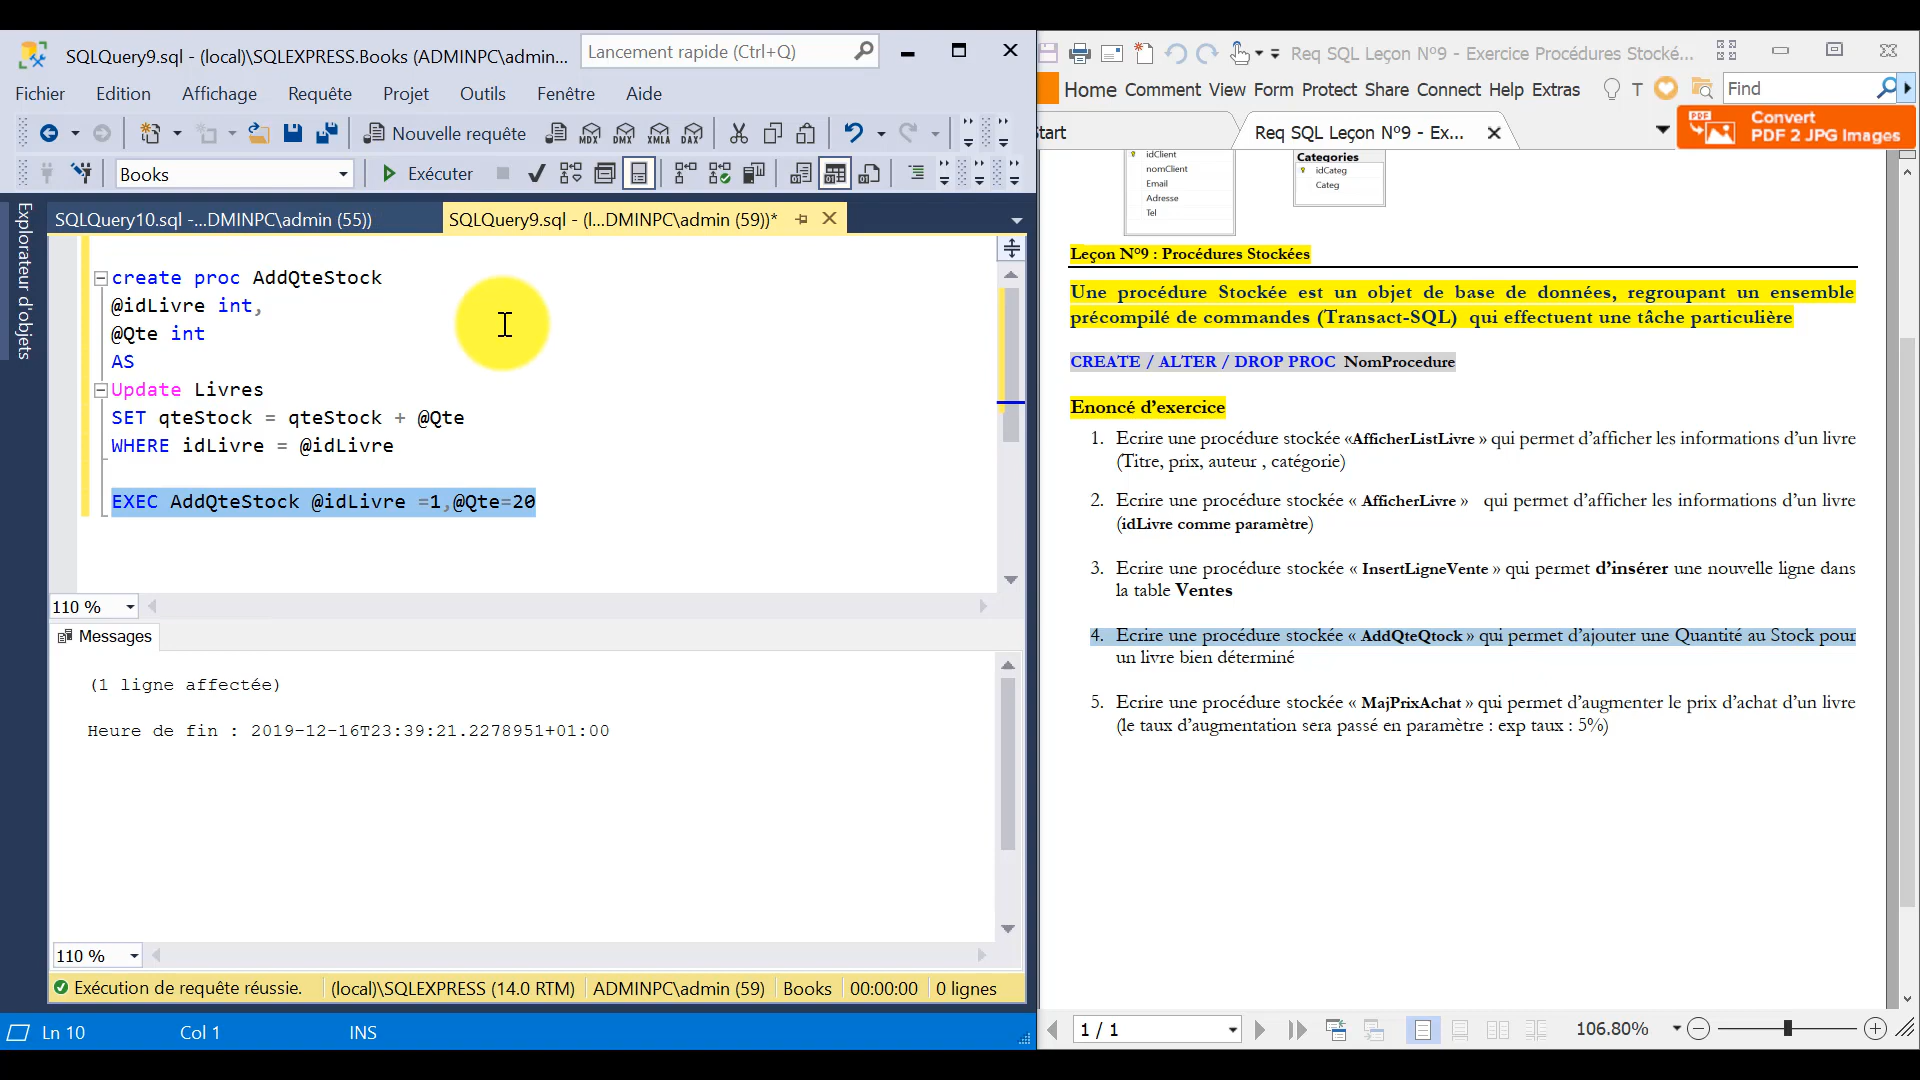 SQLQuery9.sql - (local)\SQLEXPRESS.Books (ADMINPC\admin...
Lancement rapide (Ctrl+Q)
Fichier Edition Affichage Requête Projet Outils Fenêtre Aide
Nouvelle requête
MDX DMX XMLA DAX
Books
Exécuter
Explorateur d'objets
SQLQuery10.sql -...DMINPC\admin (55))
SQLQuery9.sql - (l...DMINPC\admin (59))*
create proc AddQteStock
@idLivre int,
@Qte int
AS
Update Livres
SET qteStock = qteStock + @Qte
WHERE idLivre = @idLivre
EXEC AddQteStock @idLivre =1,@Qte=20
110 %
Messages
(1 ligne affectée)
Heure de fin : 2019-12-16T23:39:21.2278951+01:00
110 %
Exécution de requête réussie.
(local)\SQLEXPRESS (14.0 RTM)
ADMINPC\admin (59)
Books
00:00:00
0 lignes
Ln 10
Col 1
INS
Req SQL Leçon N°9 - Exercice Procédures Stocké...
Home Comment View Form Protect Share Connect Help Extras
T
Find
tart
Req SQL Leçon N°9 - Ex...
PDF
Convert
PDF 2 JPG Images
idClient
nomClient
Email
Adresse
Tel
Categories
idCateg
Categ
Leçon N°9 : Procédures Stockées
Une procédure Stockée est un objet de base de données, regroupant un ensemble
précompilé de commandes (Transact-SQL) qui effectuent une tâche particulière
CREATE / ALTER / DROP PROC NomProcedure
Enoncé d'exercice
1. Ecrire une procédure stockée «AfficherListLivre » qui permet d'afficher les informations d'un livre
(Titre, prix, auteur , catégorie)
2. Ecrire une procédure stockée « AfficherLivre » qui permet d'afficher les informations d'un livre
(idLivre comme paramètre)
3. Ecrire une procédure stockée « InsertLigneVente » qui permet d'insérer une nouvelle ligne dans
la table Ventes
4. Ecrire une procédure stockée « AddQteQtock » qui permet d'ajouter une Quantité au Stock pour
un livre bien déterminé
5. Ecrire une procédure stockée « MajPrixAchat » qui permet d'augmenter le prix d'achat d'un livre
(le taux d'augmentation sera passé en paramètre : exp taux : 5%)
1 / 1
106.80%